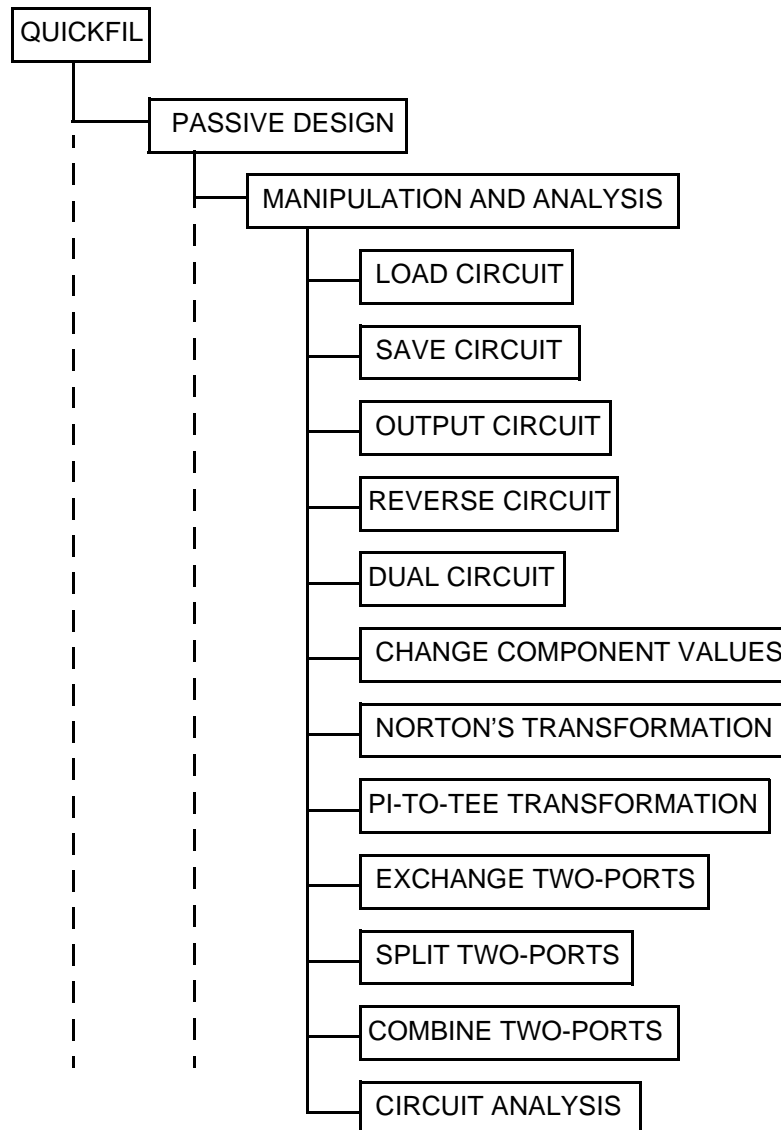 QUICKFIL
PASSIVE DESIGN
MANIPULATION AND ANALYSIS
LOAD CIRCUIT
SAVE CIRCUIT
OUTPUT CIRCUIT
REVERSE CIRCUIT
DUAL CIRCUIT
CHANGE COMPONENT VALUES
NORTON’S TRANSFORMATION
PI-TO-TEE TRANSFORMATION
EXCHANGE TWO-PORTS
SPLIT TWO-PORTS
COMBINE TWO-PORTS
CIRCUIT ANALYSIS